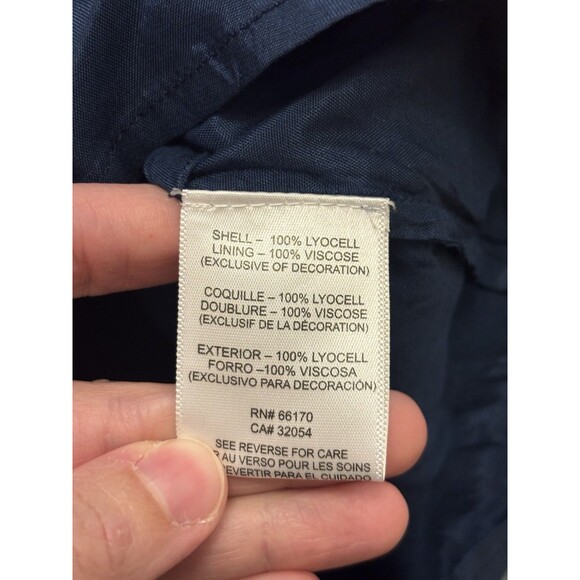 SHELL – 100% LYOCELL
LINING – 100% VISCOSE
(EXCLUSIVE OF DECORATION)
COQUILLE – 100% LYOCELL
DOUBLURE – 100% VISCOSE
(EXCLUSIF DE LA DÉCORATION)
EXTERIOR – 100% LYOCELL
FORRO –100% VISCOSA
(EXCLUSIVO PARA DECORACIÓN)
RN# 66170
CA# 32054
SEE REVERSE FOR CARE
AU VERSO POUR LES SOINS
PARA EL CUIDADO